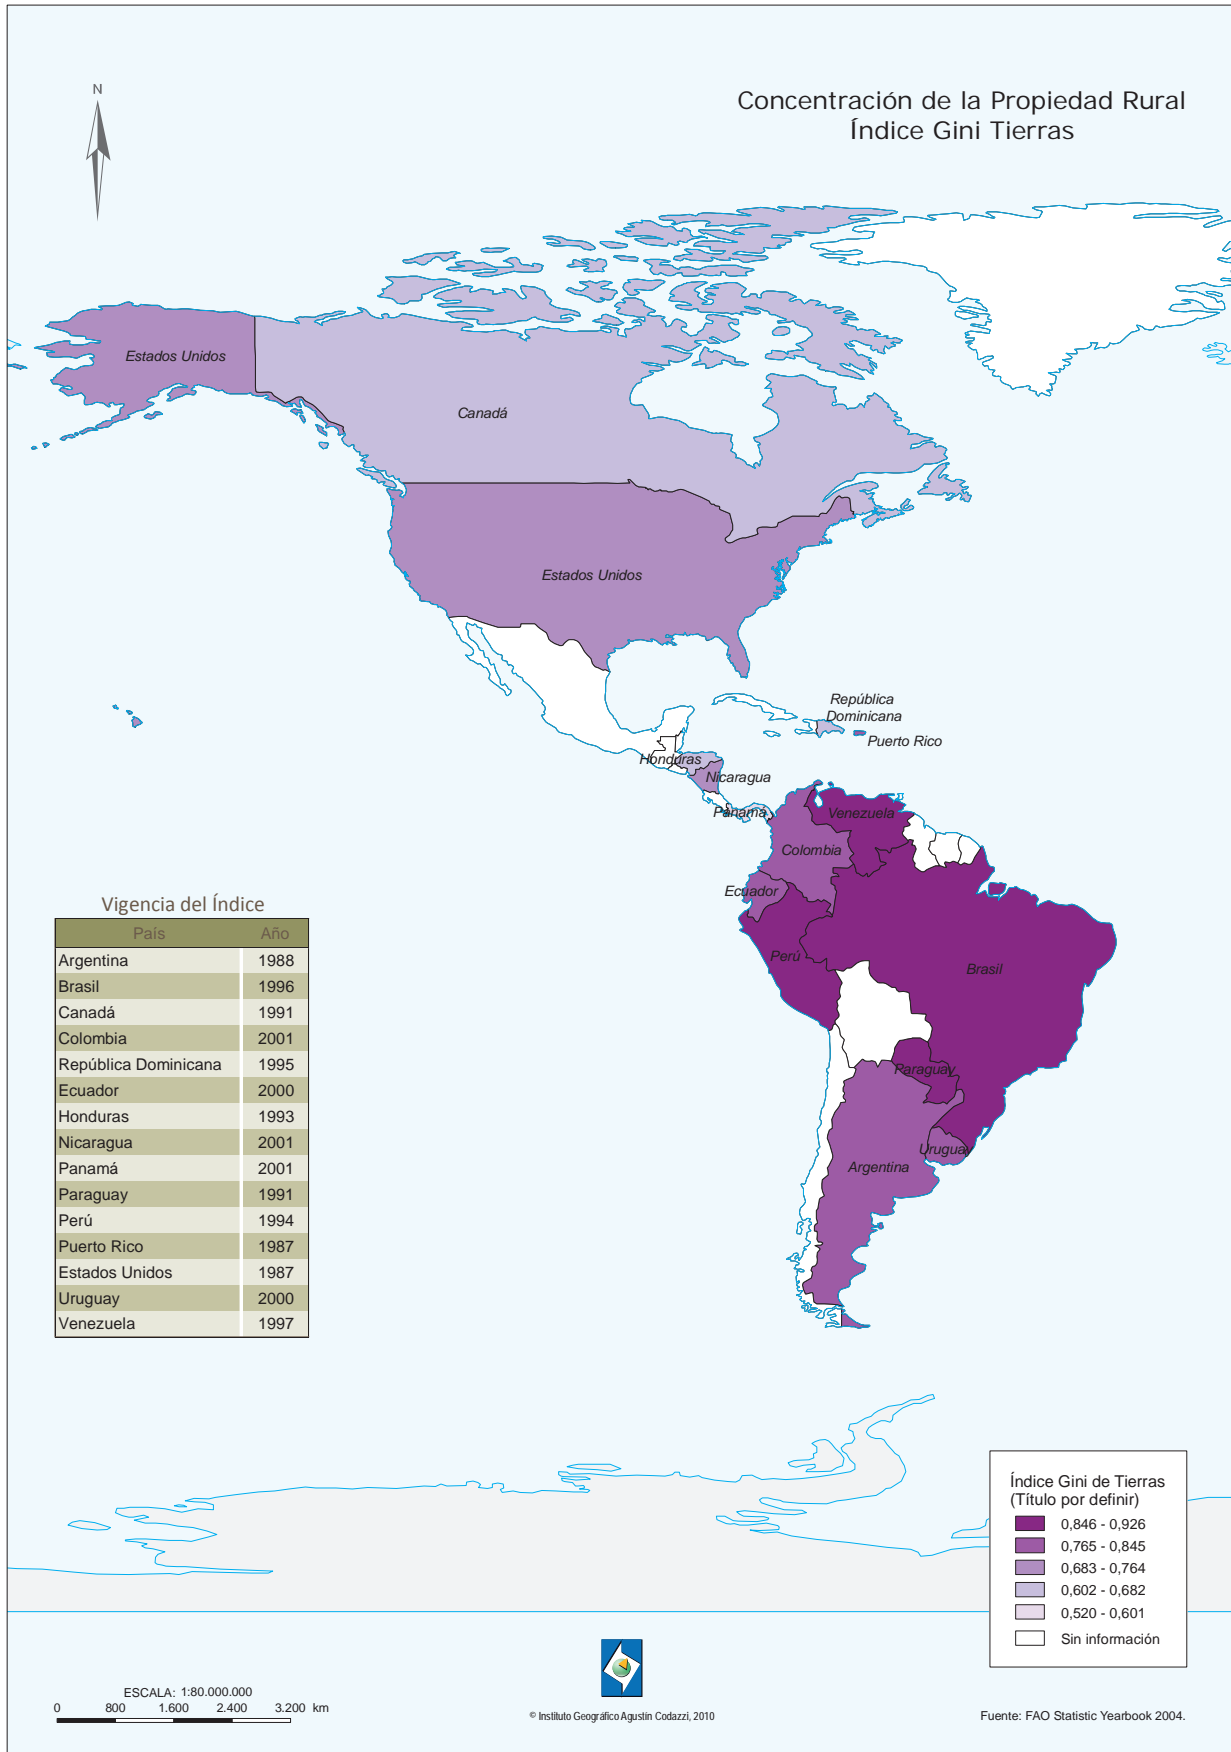 N
Concentración de la Propiedad Rural
Índice Gini Tierras
Estados Unidos
Canadá
Estados Unidos
República
Dominicana
Puerto Rico
Honduras
Nicaragua
Panamá
Venezuela
Colombia
Ecuador
Perú
Brasil
Paraguay
Uruguay
Argentina
Vigencia del Índice
País Año
Argentina 1988
Brasil 1996
Canadá 1991
Colombia 2001
República Dominicana 1995
Ecuador 2000
Honduras 1993
Nicaragua 2001
Panamá 2001
Paraguay 1991
Perú 1994
Puerto Rico 1987
Estados Unidos 1987
Uruguay 2000
Venezuela 1997
Índice Gini de Tierras
(Título por definir)
0,846 - 0,926
0,765 - 0,845
0,683 - 0,764
0,602 - 0,682
0,520 - 0,601
Sin información
ESCALA: 1:80.000.000
0 800 1.600 2.400 3.200 km
© Instituto Geográfico Agustín Codazzi, 2010
Fuente: FAO Statistic Yearbook 2004.